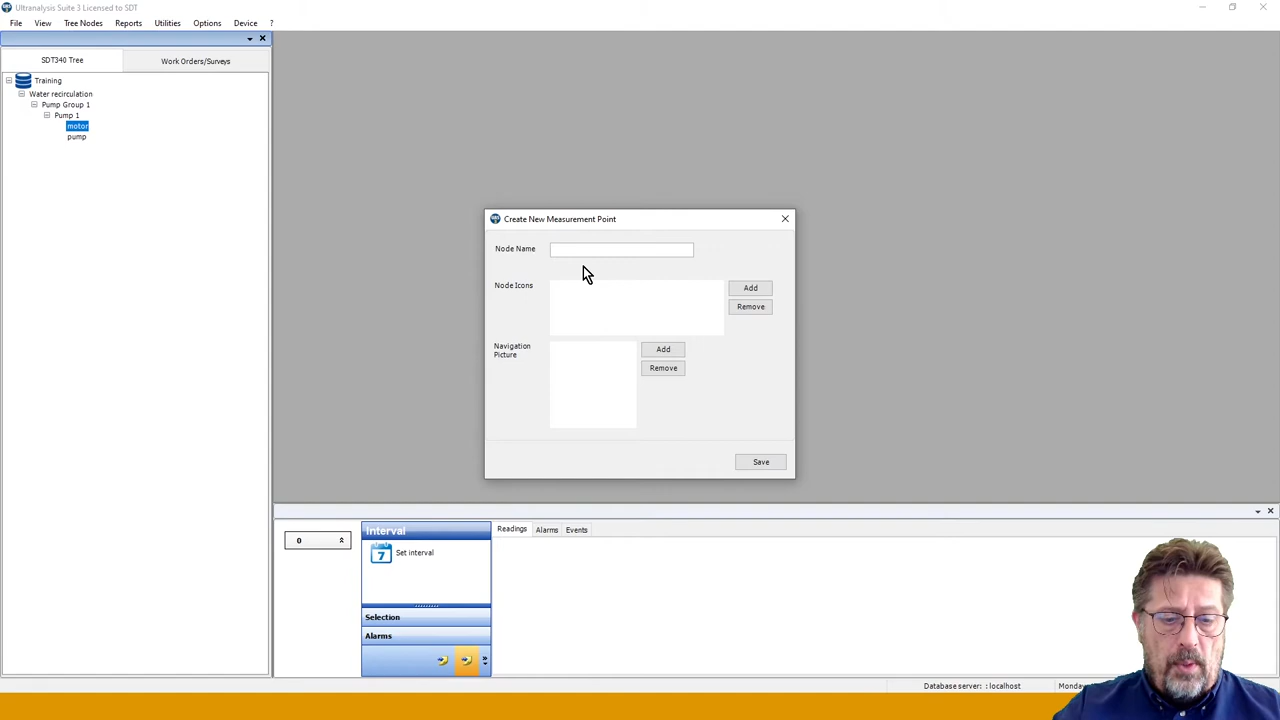 Ultranalysis Suite 3 Licensed to SDT
File View Tree Nodes Reports Utilities Options Device ?
SDT340 Tree Work Orders/Surveys
Training
Water recirculation
Pump Group 1
Pump 1
motor
pump
Create New Measurement Point
Node Name
Node Icons
Add
Remove
Navigation
Picture
Add
Remove
Save
0
Interval
7 Set interval
Selection
Alarms
Readings Alarms Events
Database server: : localhost Monday